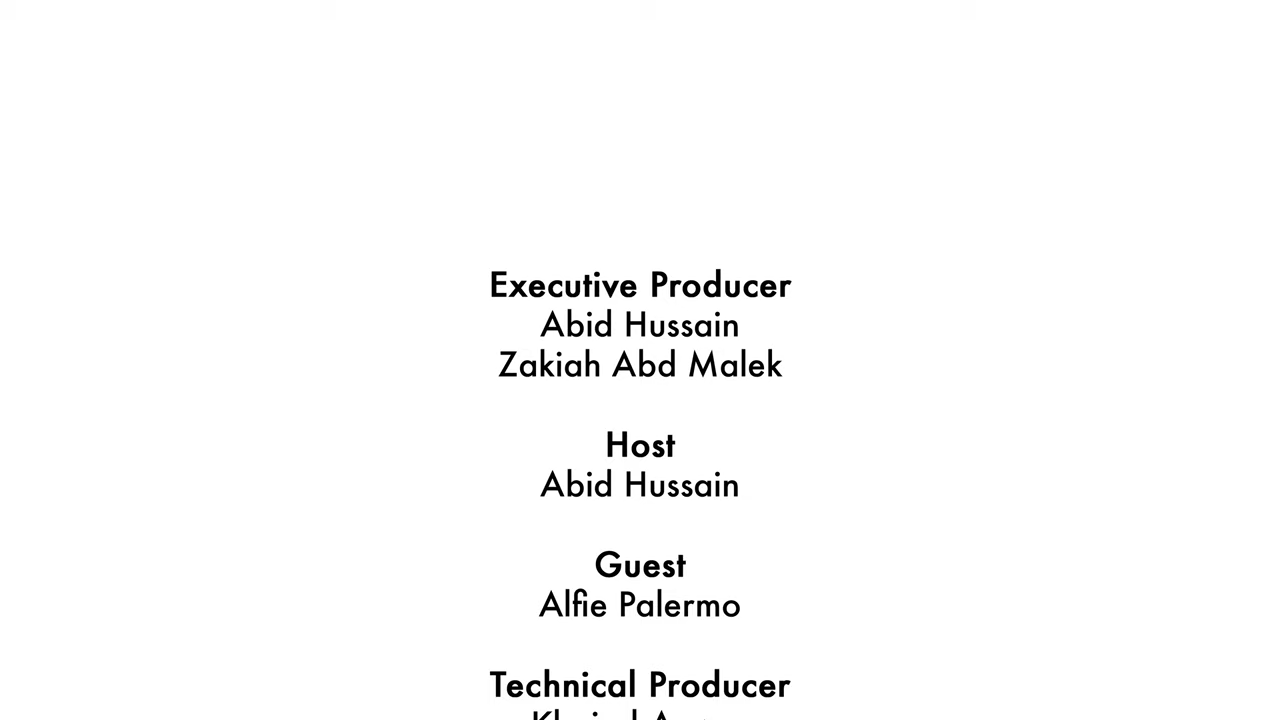 Executive Producer
Abid Hussain
Zakiah Abd Malek
Host
Abid Hussain
Guest
Alfie Palermo
Technical Producer